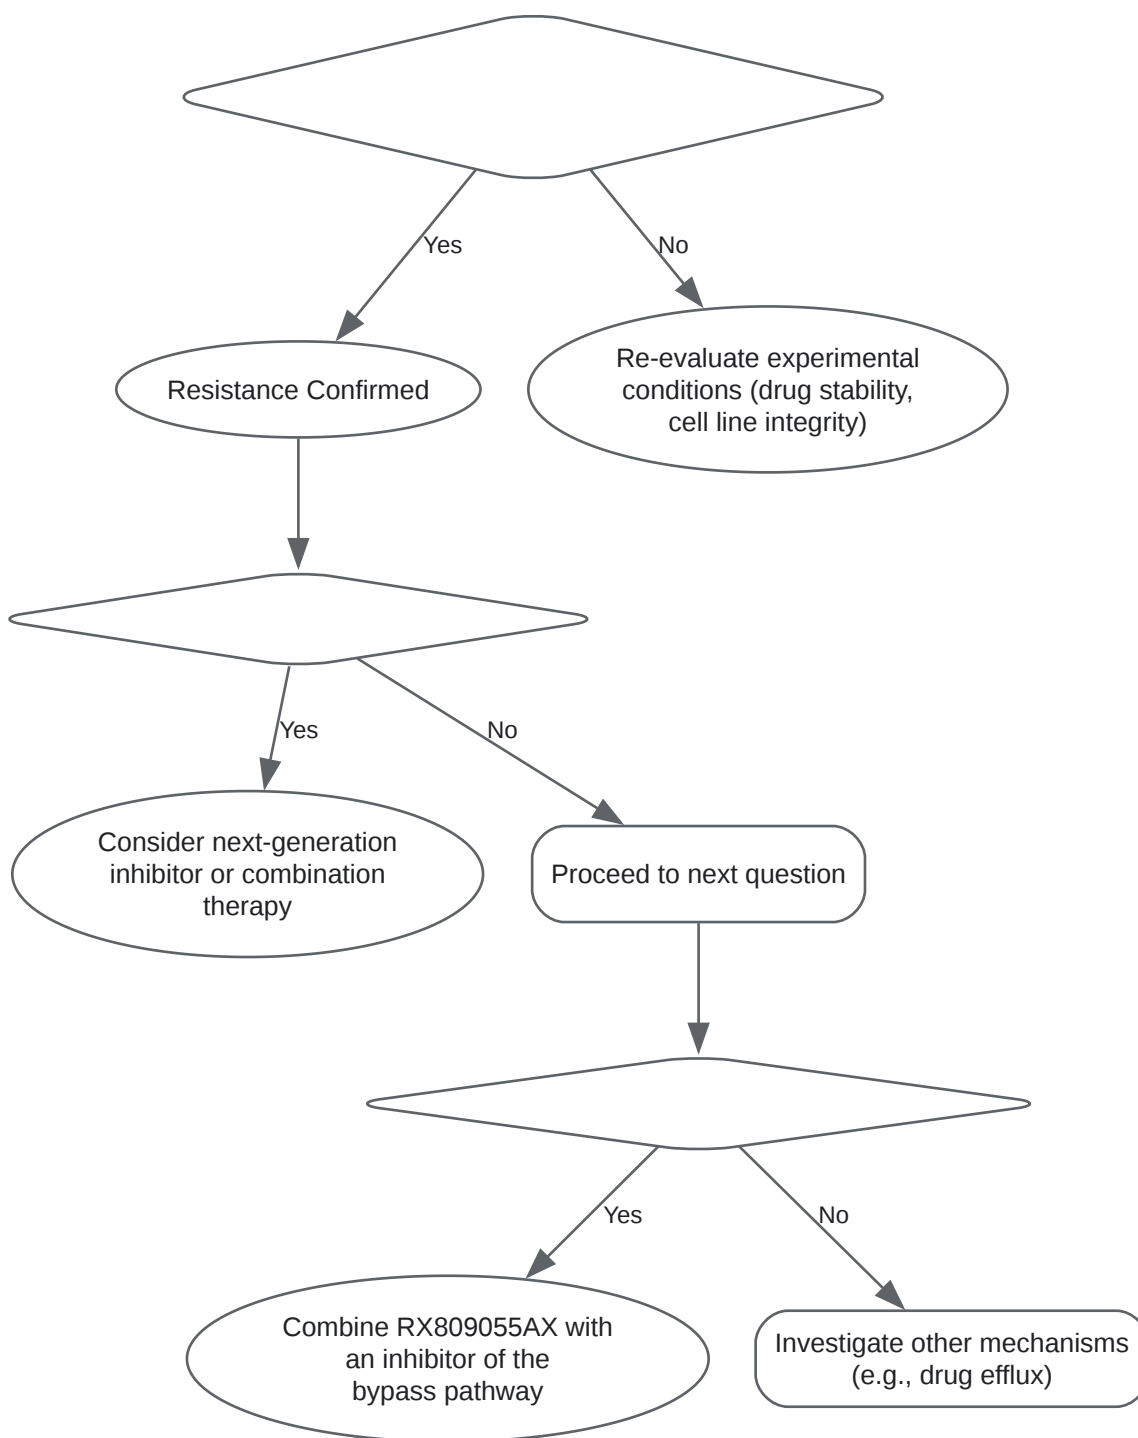 Yes
No
Resistance Confirmed
Re-evaluate experimental
conditions (drug stability,
cell line integrity)
Yes
No
Consider next-generation
inhibitor or combination
therapy
Proceed to next question
Yes
No
Combine RX809055AX with
an inhibitor of the
bypass pathway
Investigate other mechanisms
(e.g., drug efflux)